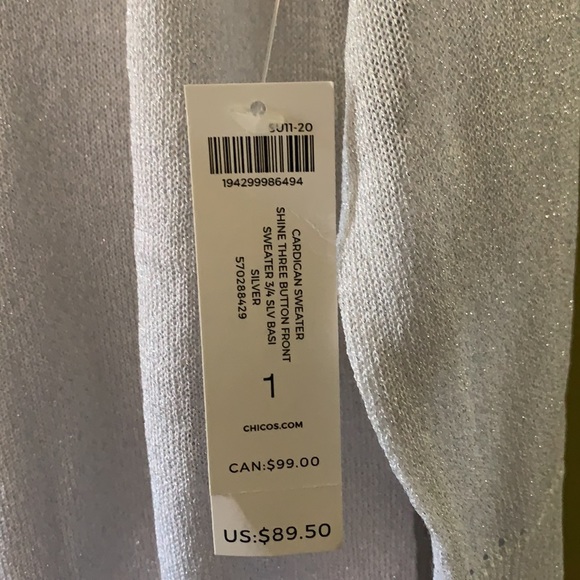 SU11-20
194299986494
CARDIGAN SWEATER
SHINE THREE BUTTON FRONT
SWEATER 3/4 SLV BASI
SILVER
570288429
1
CHICOS.COM
CAN:$99.00
US:$89.50